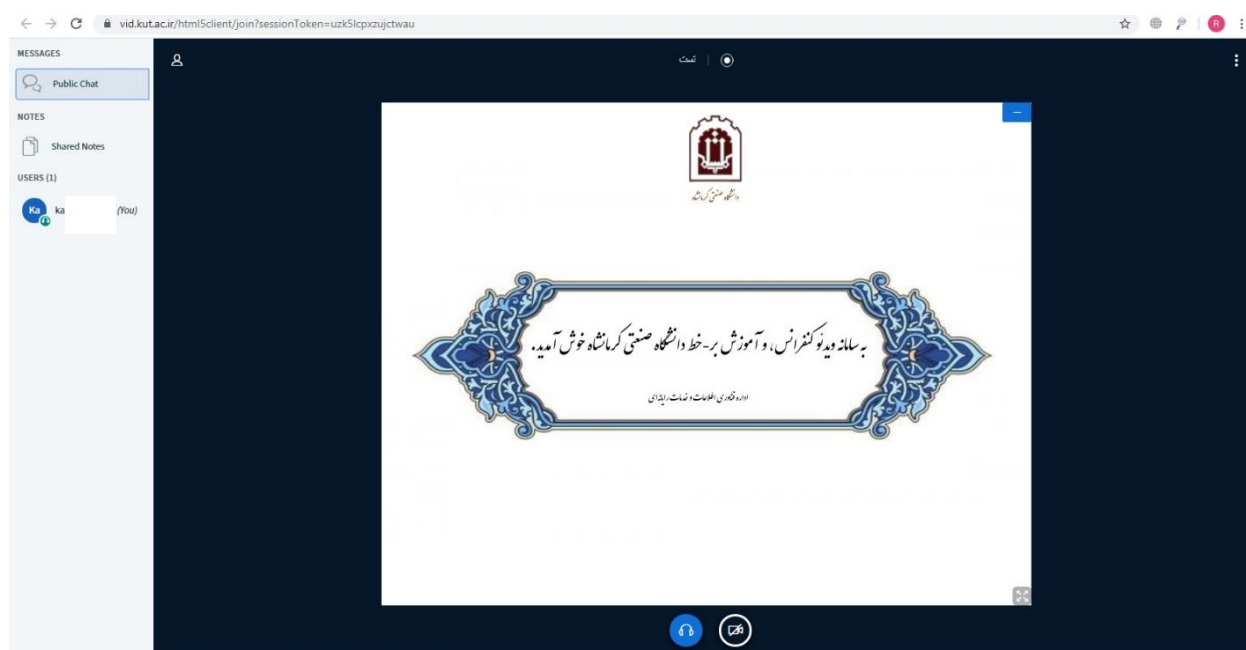 vid.kut.ac.ir/html5client/join?sessionToken=uzk5lcpxzujctwau
R
MESSAGES
Public Chat
NOTES
Shared Notes
USERS (1)
Ka ka (You)
تست
دانشگاه صنعتی کرمانشاه
به سامانه ویدئو کنفرانس، و آموزش بر-خط دانشگاه صنعتی کرمانشاه خوش آمدید.
اداره فناوری اطلاعات و خدمات رایانه ای